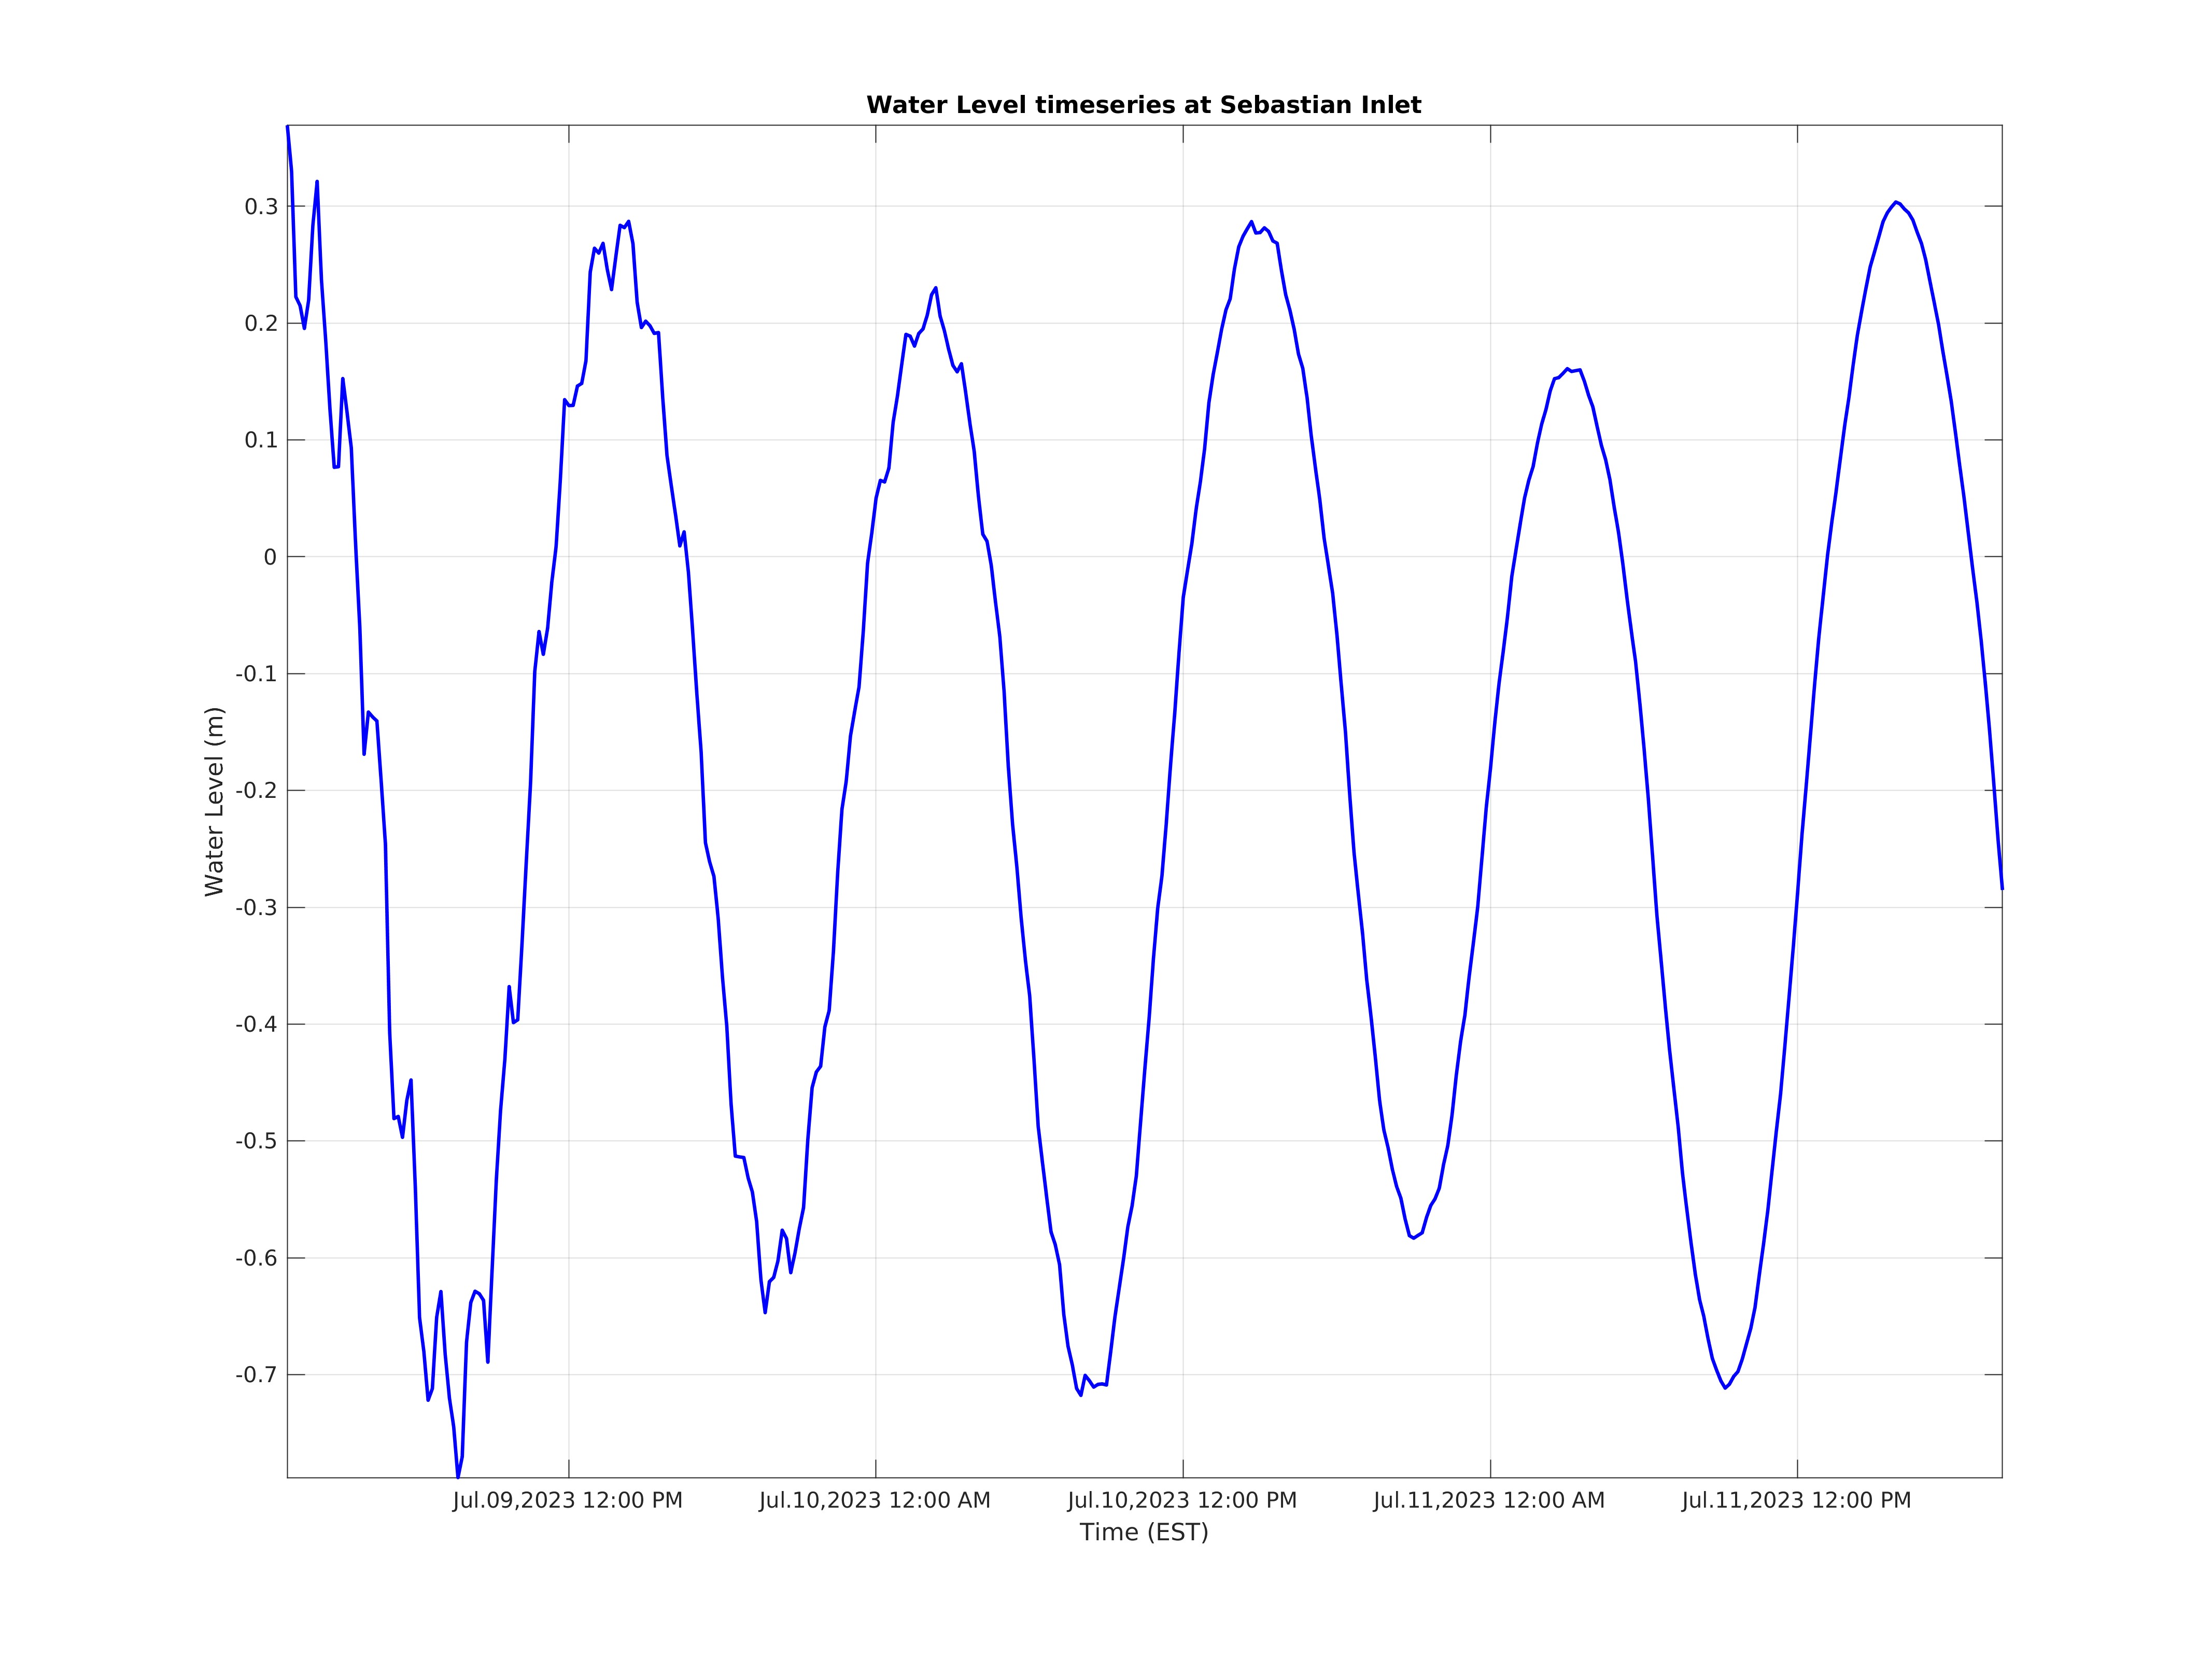 Water Level timeseries at Sebastian Inlet
0.3
0.2
0.1
0
-0.1
-0.2
-0.3
-0.4
-0.5
-0.6
-0.7
Water Level (m)
Jul.09,2023 12:00 PM
Jul.10,2023 12:00 AM
Jul.10,2023 12:00 PM
Jul.11,2023 12:00 AM
Jul.11,2023 12:00 PM
Time (EST)